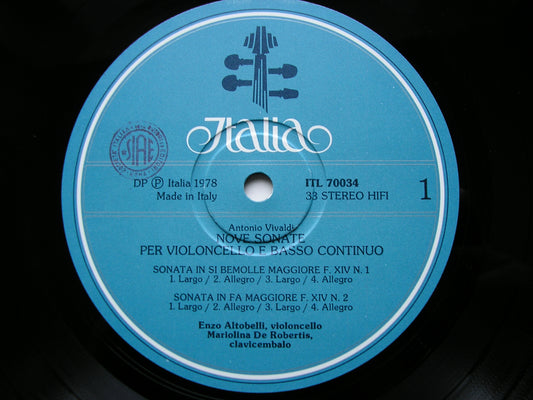 Italia
SIAE
DP Ⓟ Italia 1978
Made in Italy
ITL 70034
33 STEREO HIFI
1
Antonio Vivaldi
NOVE SONATE
PER VIOLONCELLO E BASSO CONTINUO
SONATA IN SI BEMOLLE MAGGIORE F. XIV N. 1
1. Largo / 2. Allegro / 3. Largo / 4. Allegro
SONATA IN FA MAGGIORE F. XIV N. 2
1. Largo / 2. Allegro / 3. Largo / 4. Allegro
Enzo Altobelli, violoncello
Mariolina De Robertis,
clavicembalo